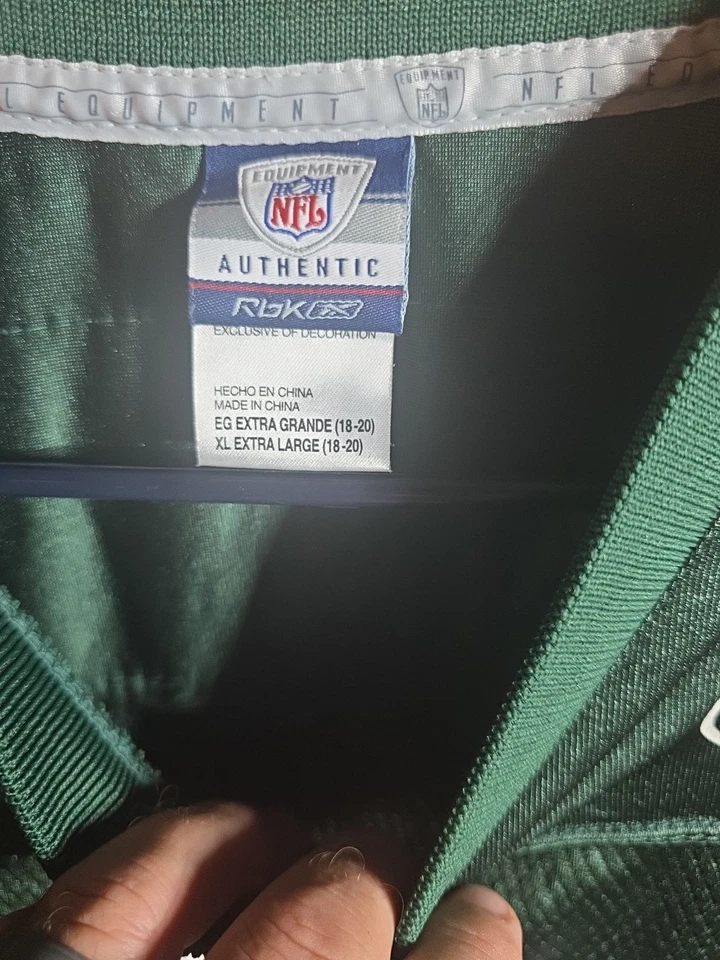 L EQUIPMENT
EQUIPMENT
NFL
NFL EQ
EQUIPMENT
NFL
AUTHENTIC
Rbk
EXCLUSIVE OF DECORATION
HECHO EN CHINA
MADE IN CHINA
EG EXTRA GRANDE (18-20)
XL EXTRA LARGE (18-20)